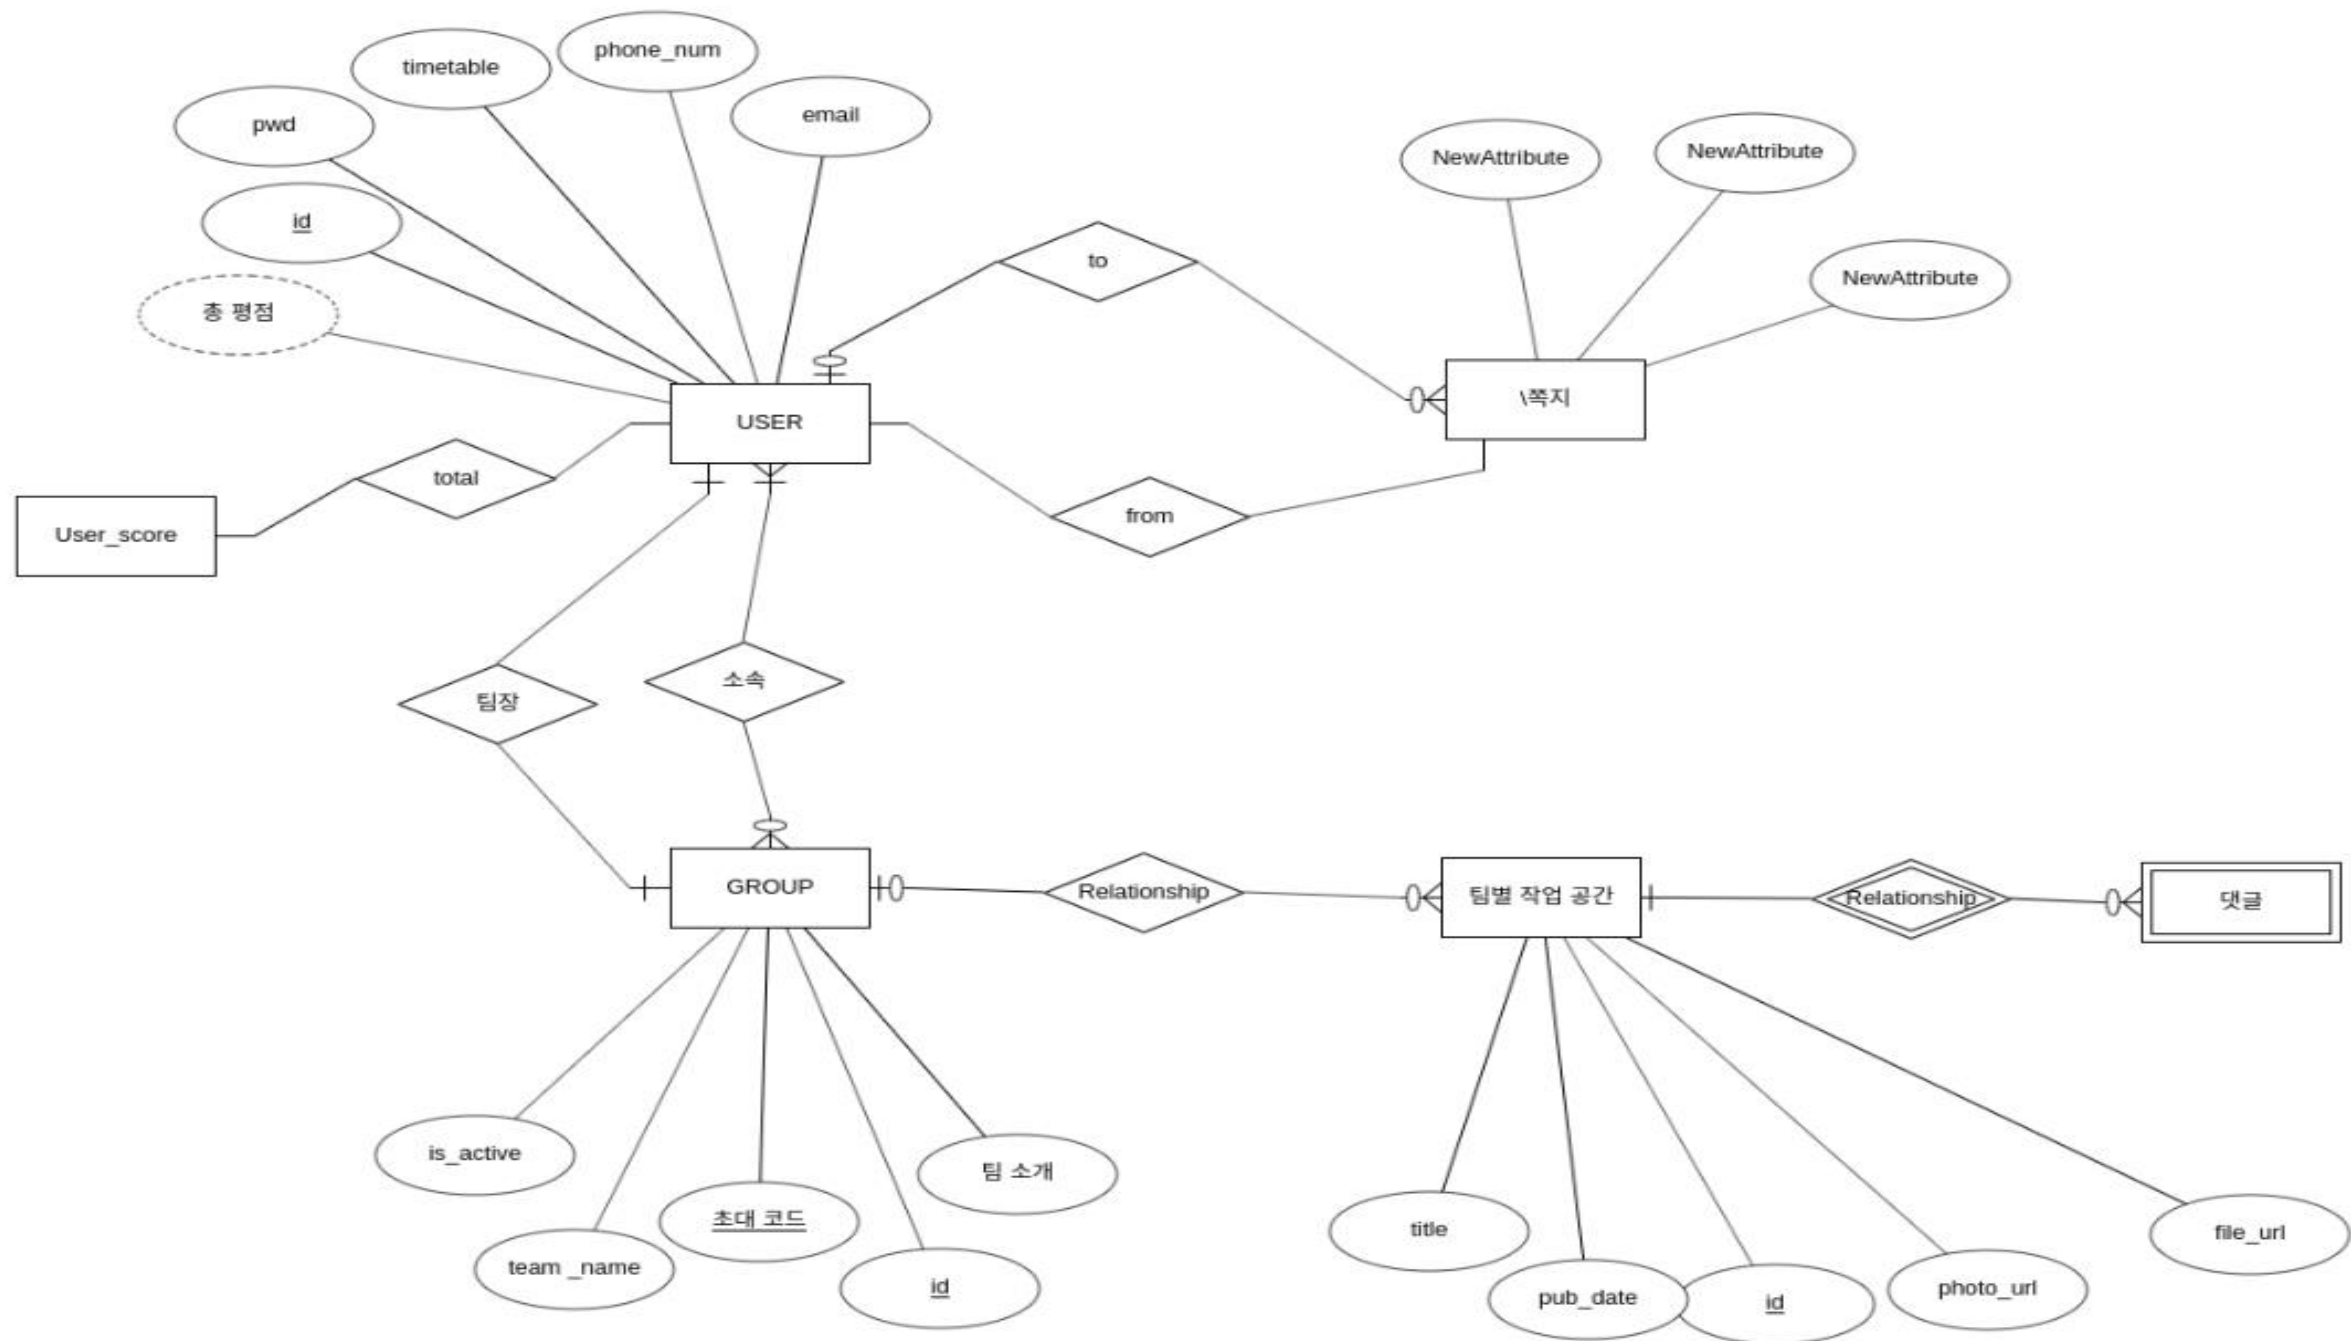 phone_num
timetable
email
pwd
NewAttribute
NewAttribute
id
to
NewAttribute
총 평점
\쪽지
USER
total
from
User_score
소속
팀장
GROUP
Relationship
팀별 작업 공간
Relationship
댓글
is_active
팀 소개
초대 코드
team _name
id
title
file_url
pub_date
id
photo_url